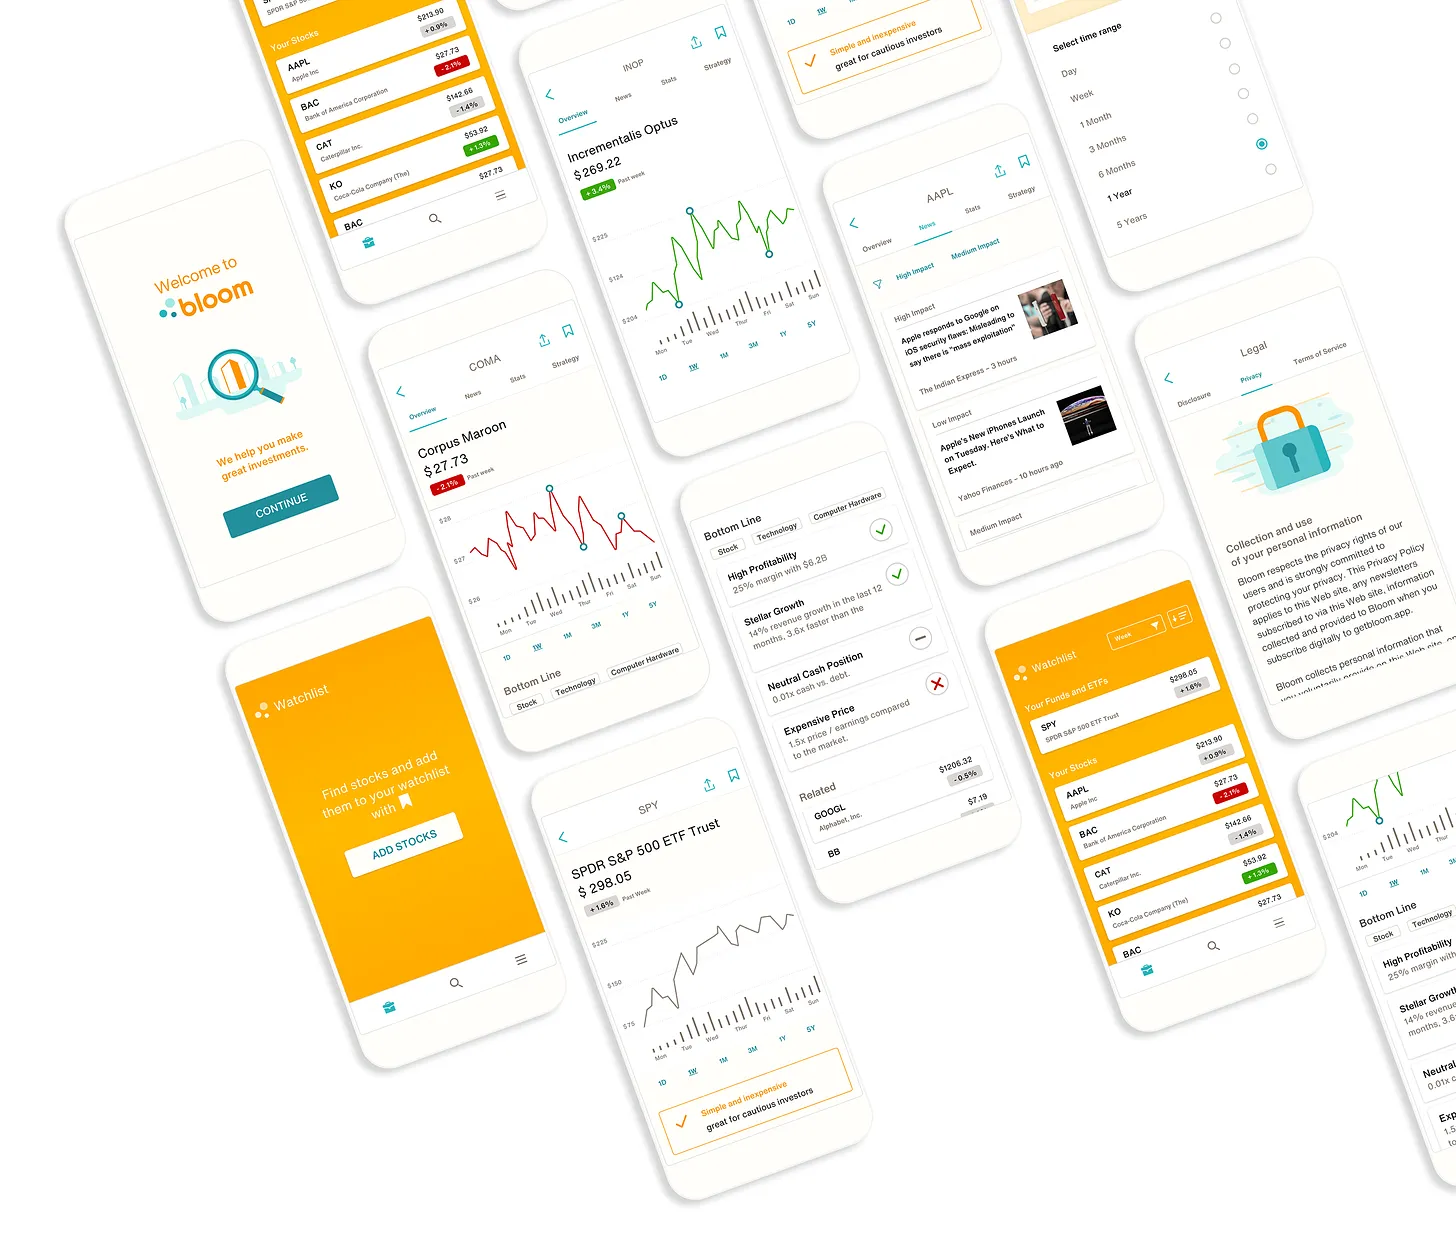 Welcome to
bloom
We help you make
great investments.
CONTINUE
Your Stocks
$213.90
AAPL
+ 0.9%
Apple Inc
$27.73
BAC
- 2.1%
Bank of America Corporation
$142.66
CAT
- 1.4%
Caterpillar Inc.
$53.92
KO
+ 1.3%
Coca-Cola Company (The)
$27.73
BAC
Watchlist
Find stocks and add
them to your watchlist
with
ADD STOCKS
COMA
Overview
News
Stats
Strategy
Corpus Maroon
$27.73
- 2.1%
Past week
$28
$27
$26
Mon
Tue
Wed
Thur
Fri
Sat
Sun
1D
1W
1M
3M
1Y
5Y
Bottom Line
Stock
Technology
Computer Hardware
INOP
Overview
News
Stats
Strategy
Incrementalis Optus
$269.22
+ 3.4%
Past week
$225
$124
$204
Mon
Tue
Wed
Thur
Fri
Sat
Sun
1D
1W
1M
3M
1Y
5Y
SPY
SPDR S&P 500 ETF Trust
$ 298.05
+ 1.6%
Past Week
$225
$150
$75
Mon
Tue
Wed
Thur
Fri
Sat
Sun
1D
1W
1M
3M
1Y
5Y
Simple and inexpensive
great for cautious investors
1D
1W
Simple and inexpensive
great for cautious investors
Bottom Line
Stock
Technology
Computer Hardware
High Profitability
25% margin with $6.2B
Stellar Growth
14% revenue growth in the last 12
months, 3.6x faster than the
Neutral Cash Position
0.01x cash vs. debt.
Expensive Price
1.5x price / earnings compared
to the market.
Related
$1206.32
GOOGL
- 0.5%
Alphabet, Inc.
$7.19
BB
AAPL
Overview
News
Stats
Strategy
High Impact
Medium Impact
High Impact
Apple responds to Google on
iOS security flaws: Misleading to
say there is "mass exploitation"
The Indian Express – 3 hours
Low Impact
Apple's New iPhones Launch
on Tuesday. Here's What to
Expect.
Yahoo Finances – 10 hours ago
Medium Impact
Select time range
Day
Week
1 Month
3 Months
6 Months
1 Year
5 Years
Legal
Disclosure
Privacy
Terms of Service
Collection and use
of your personal information
Bloom respects the privacy rights of our
users and is strongly committed to
protecting your privacy. This Privacy Policy
applies to this Web site, any newsletters
subscribed to via this Web site, information
collected and provided to Bloom when you
subscribe digitally to getbloom.app.
Bloom collects personal information that
Watchlist
Week
Your Funds and ETFs
$298.05
SPY
+ 1.6%
SPDR S&P 500 ETF Trust
Your Stocks
$213.90
AAPL
+ 0.9%
Apple Inc
$27.73
BAC
- 2.1%
Bank of America Corporation
$142.66
CAT
- 1.4%
Caterpillar Inc.
$53.92
KO
+ 1.3%
Coca-Cola Company (The)
$27.73
BAC
$204
Mon
Tue
Wed
Thur
1D
1W
1M
Bottom Line
Stock
Technology
High Profitability
25% margin with
Stellar Growth
14% revenue
months, 3.6
Neutral
0.01x